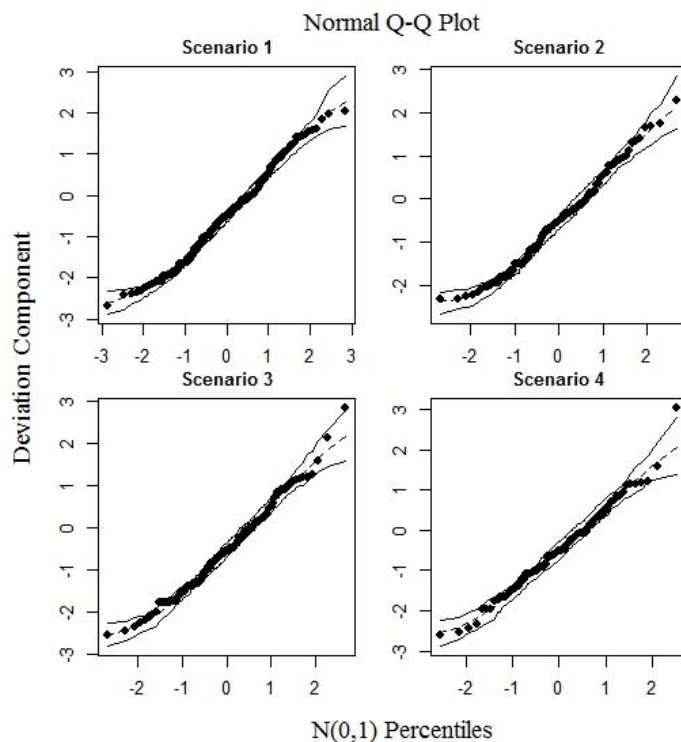 Normal Q-Q Plot
Scenario 1
Scenario 2
3
2
1
0
-1
-2
-3
-3 -2 -1 0 1 2 3
3
2
1
0
-1
-2
-2 -1 0 1 2
Deviation Component
Scenario 3
Scenario 4
3
2
1
0
-1
-2
-3
-2 -1 0 1 2
3
2
1
0
-1
-2
-3
-2 -1 0 1 2
N(0,1) Percentiles